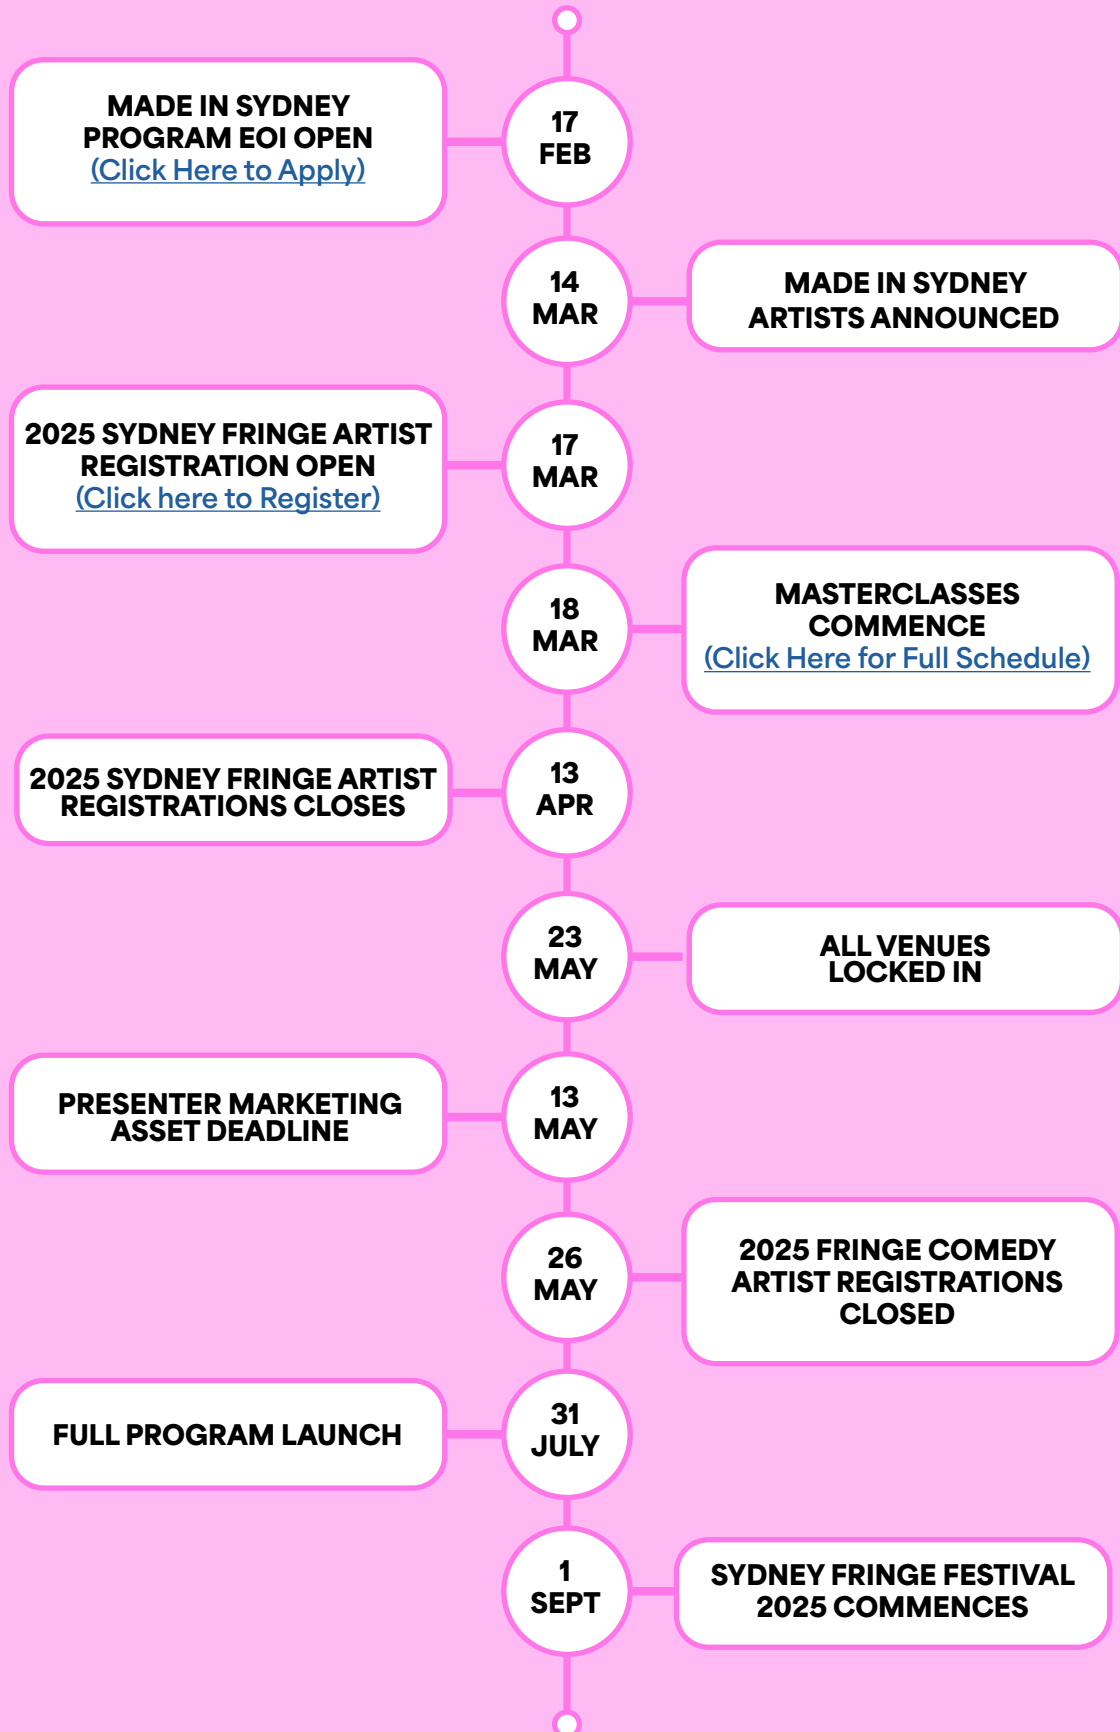 MADE IN SYDNEY
PROGRAM EOI OPEN
(Click Here to Apply)
17
FEB
14
MAR
MADE IN SYDNEY
ARTISTS ANNOUNCED
2025 SYDNEY FRINGE ARTIST
REGISTRATION OPEN
(Click here to Register)
17
MAR
18
MAR
MASTERCLASSES
COMMENCE
(Click Here for Full Schedule)
2025 SYDNEY FRINGE ARTIST
REGISTRATIONS CLOSES
13
APR
23
MAY
ALL VENUES
LOCKED IN
PRESENTER MARKETING
ASSET DEADLINE
13
MAY
26
MAY
2025 FRINGE COMEDY
ARTIST REGISTRATIONS
CLOSED
FULL PROGRAM LAUNCH
31
JULY
1
SEPT
SYDNEY FRINGE FESTIVAL
2025 COMMENCES